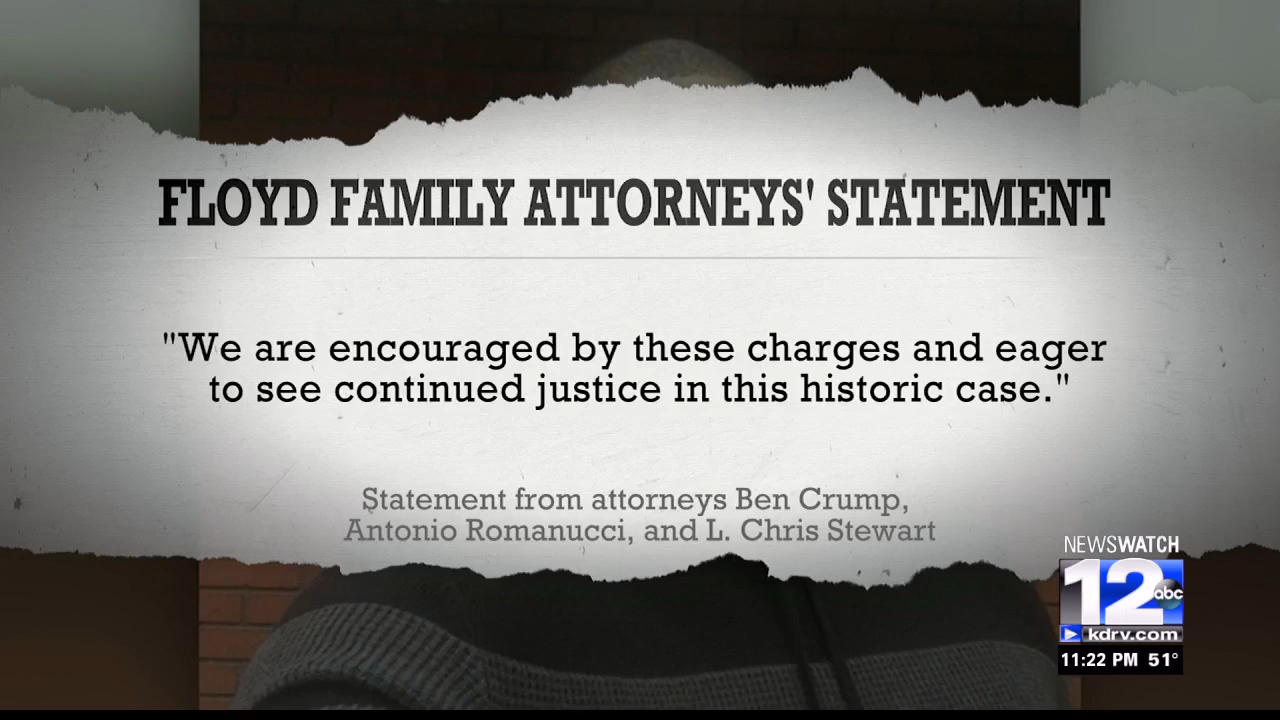 FLOYD FAMILY ATTORNEYS' STATEMENT
"We are encouraged by these charges and eager
to see continued justice in this historic case."
Statement from attorneys Ben Crump,
Antonio Romanucci, and L. Chris Stewart
NEWSWATCH
12
abc
kdrv.com
11:22 PM 51°